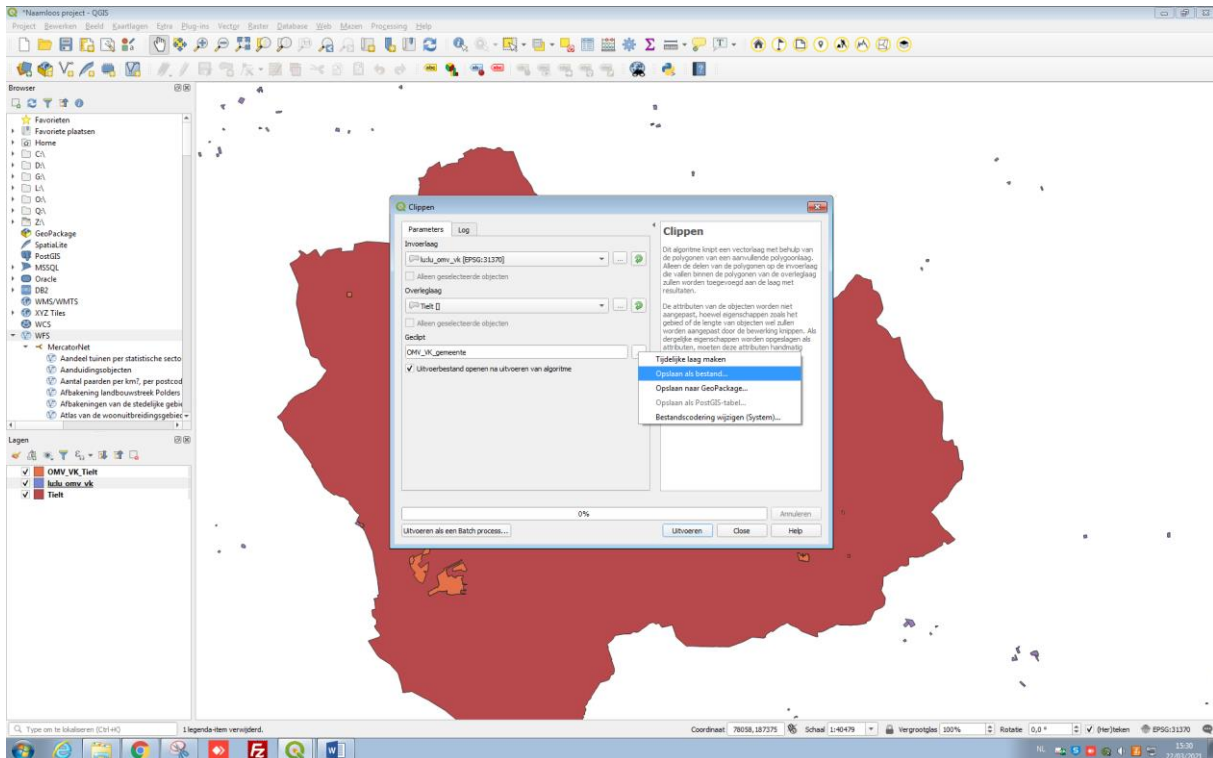 *Naamloos project - QGIS
Project Bewerken Beeld Kaartlagen Extra Plug-ins Vector Raster Database Web Mazen Processing Help
Browser
Favorieten
Favoriete plaatsen
Home
C:\
D:\
G:\
L:\
O:\
Q:\
Z:\
GeoPackage
SpatiaLite
PostGIS
MSSQL
Oracle
DB2
WMS/WMTS
XYZ Tiles
WCS
WFS
MercatorNet
Aandeel tuinen per statistische secto
Aanduidingsobjecten
Aantal paarden per km², per postcod
Afbakening landbouwstreek Polders
Afbakeningen van de stedelijke gebie
Atlas van de woonuitbreidingsgebiec
Lagen
OMV_VK_Tielt
lu:lu_omv_vk
Tielt
Clippen
Parameters Log
Invoerlaag
lu:lu_omv_vk [EPSG:31370]
...
Alleen geselecteerde objecten
Overleglaag
Tielt []
...
Alleen geselecteerde objecten
Geclipt
OMV_VK_gemeente
Uitvoerbestand openen na uitvoeren van algoritme
Clippen
Dit algoritme knipt een vectorlaag met behulp van
de polygonen van een aanvullende polygoonlaag.
Alleen de delen van de polygonen op de invoerlaag
die vallen binnen de polygonen van de overleglaag
zullen worden toegevoegd aan de laag met
resultaten.
De attributen van de objecten worden niet
aangepast, hoewel eigenschappen zoals het
gebied of de lengte van objecten wel zullen
worden aangepast door de bewerking knippen. Als
dergelijke eigenschappen worden opgeslagen als
attributen, moeten deze attributen handmatig
Tijdelijke laag maken
Opslaan als bestand...
Opslaan naar GeoPackage...
Opslaan als PostGIS-tabel...
Bestandscodering wijzigen (System)...
0%
Annuleren
Uitvoeren als een Batch process...
Uitvoeren Close Help
Type om te lokaliseren (Ctrl+K)
1 legenda-item verwijderd.
Coordinaat 78058,187375 Schaal 1:40479 Vergrootglas 100% Rotatie 0,0 ° (Her)teken EPSG:31370
NL 15:30
22/03/2021